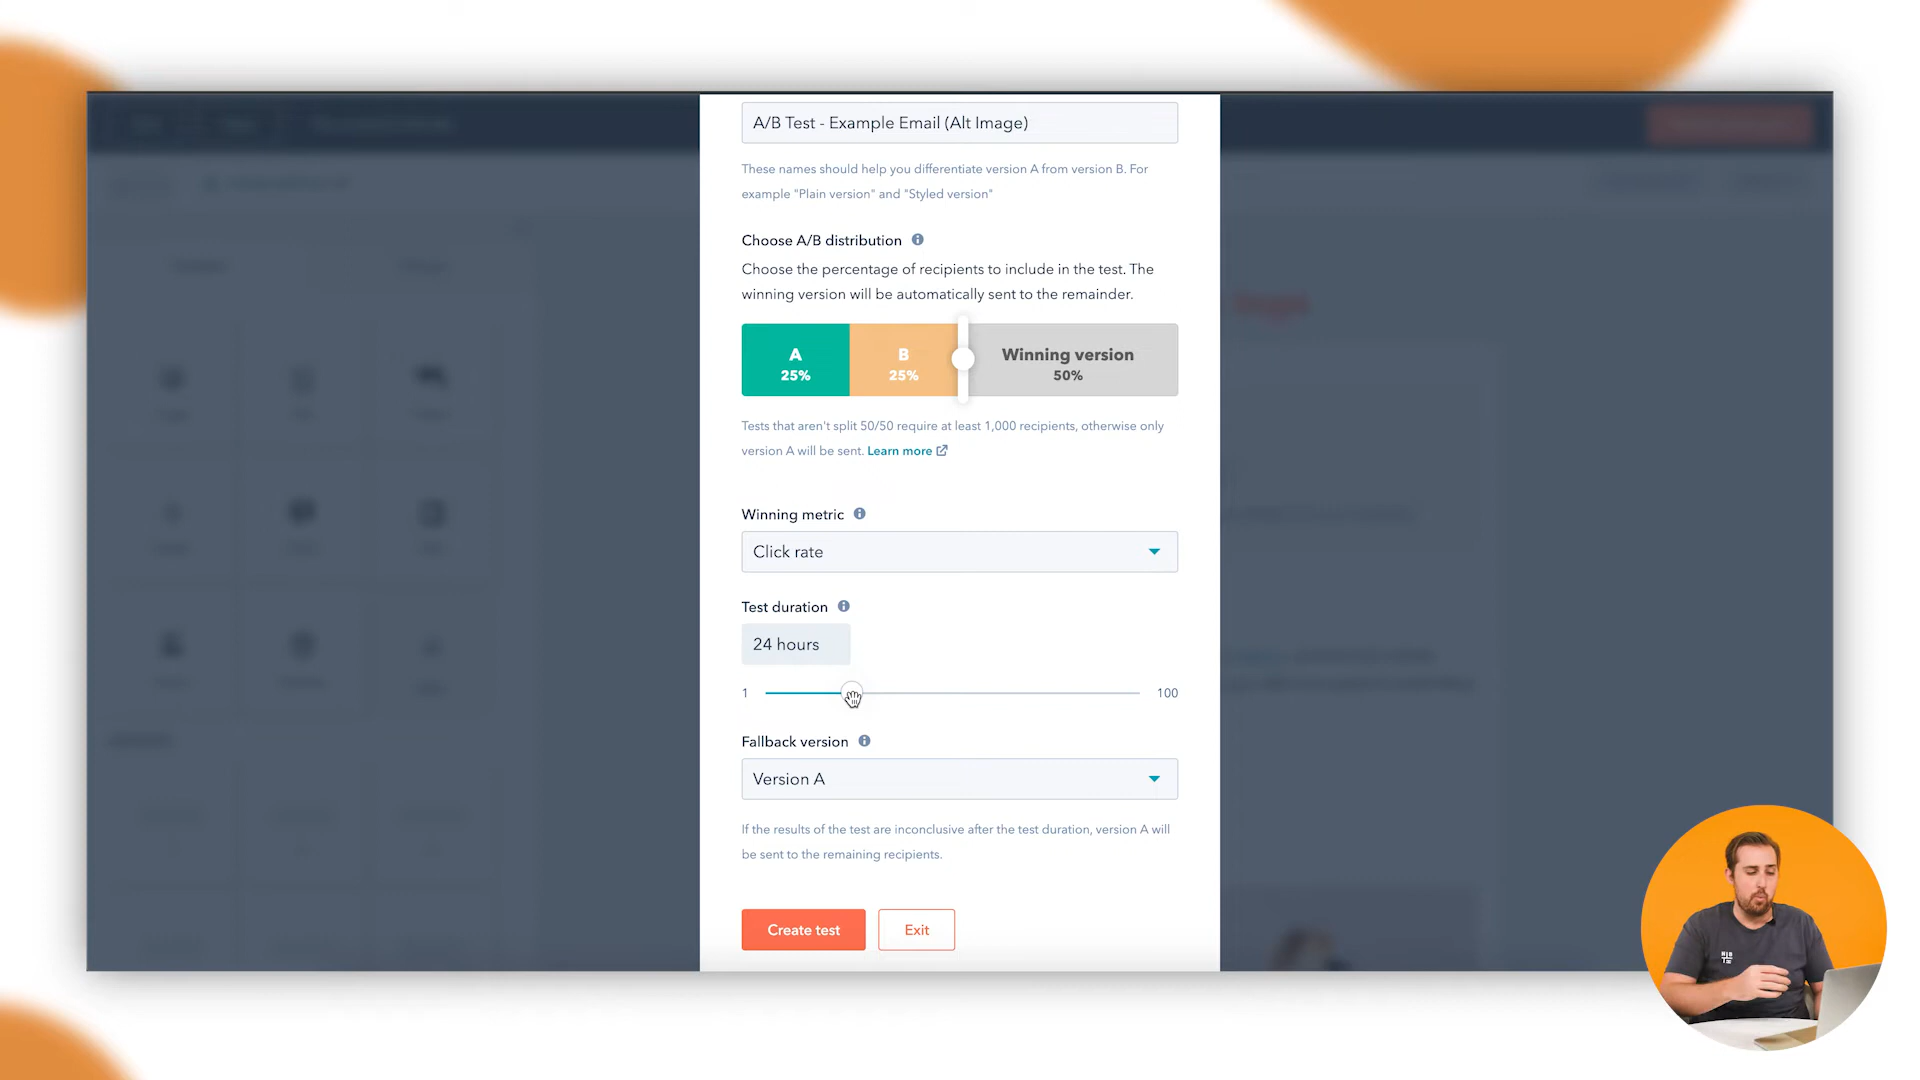 A/B Test - Example Email (Alt Image)
These names should help you differentiate version A from version B. For
example "Plain version" and "Styled version"
Choose A/B distribution
Choose the percentage of recipients to include in the test. The
winning version will be automatically sent to the remainder.
A
25%
B
25%
Winning version
50%
Tests that aren't split 50/50 require at least 1,000 recipients, otherwise only
version A will be sent. Learn more
Winning metric
Click rate
Test duration
24 hours
1
100
Fallback version
Version A
If the results of the test are inconclusive after the test duration, version A will
be sent to the remaining recipients.
Create test
Exit